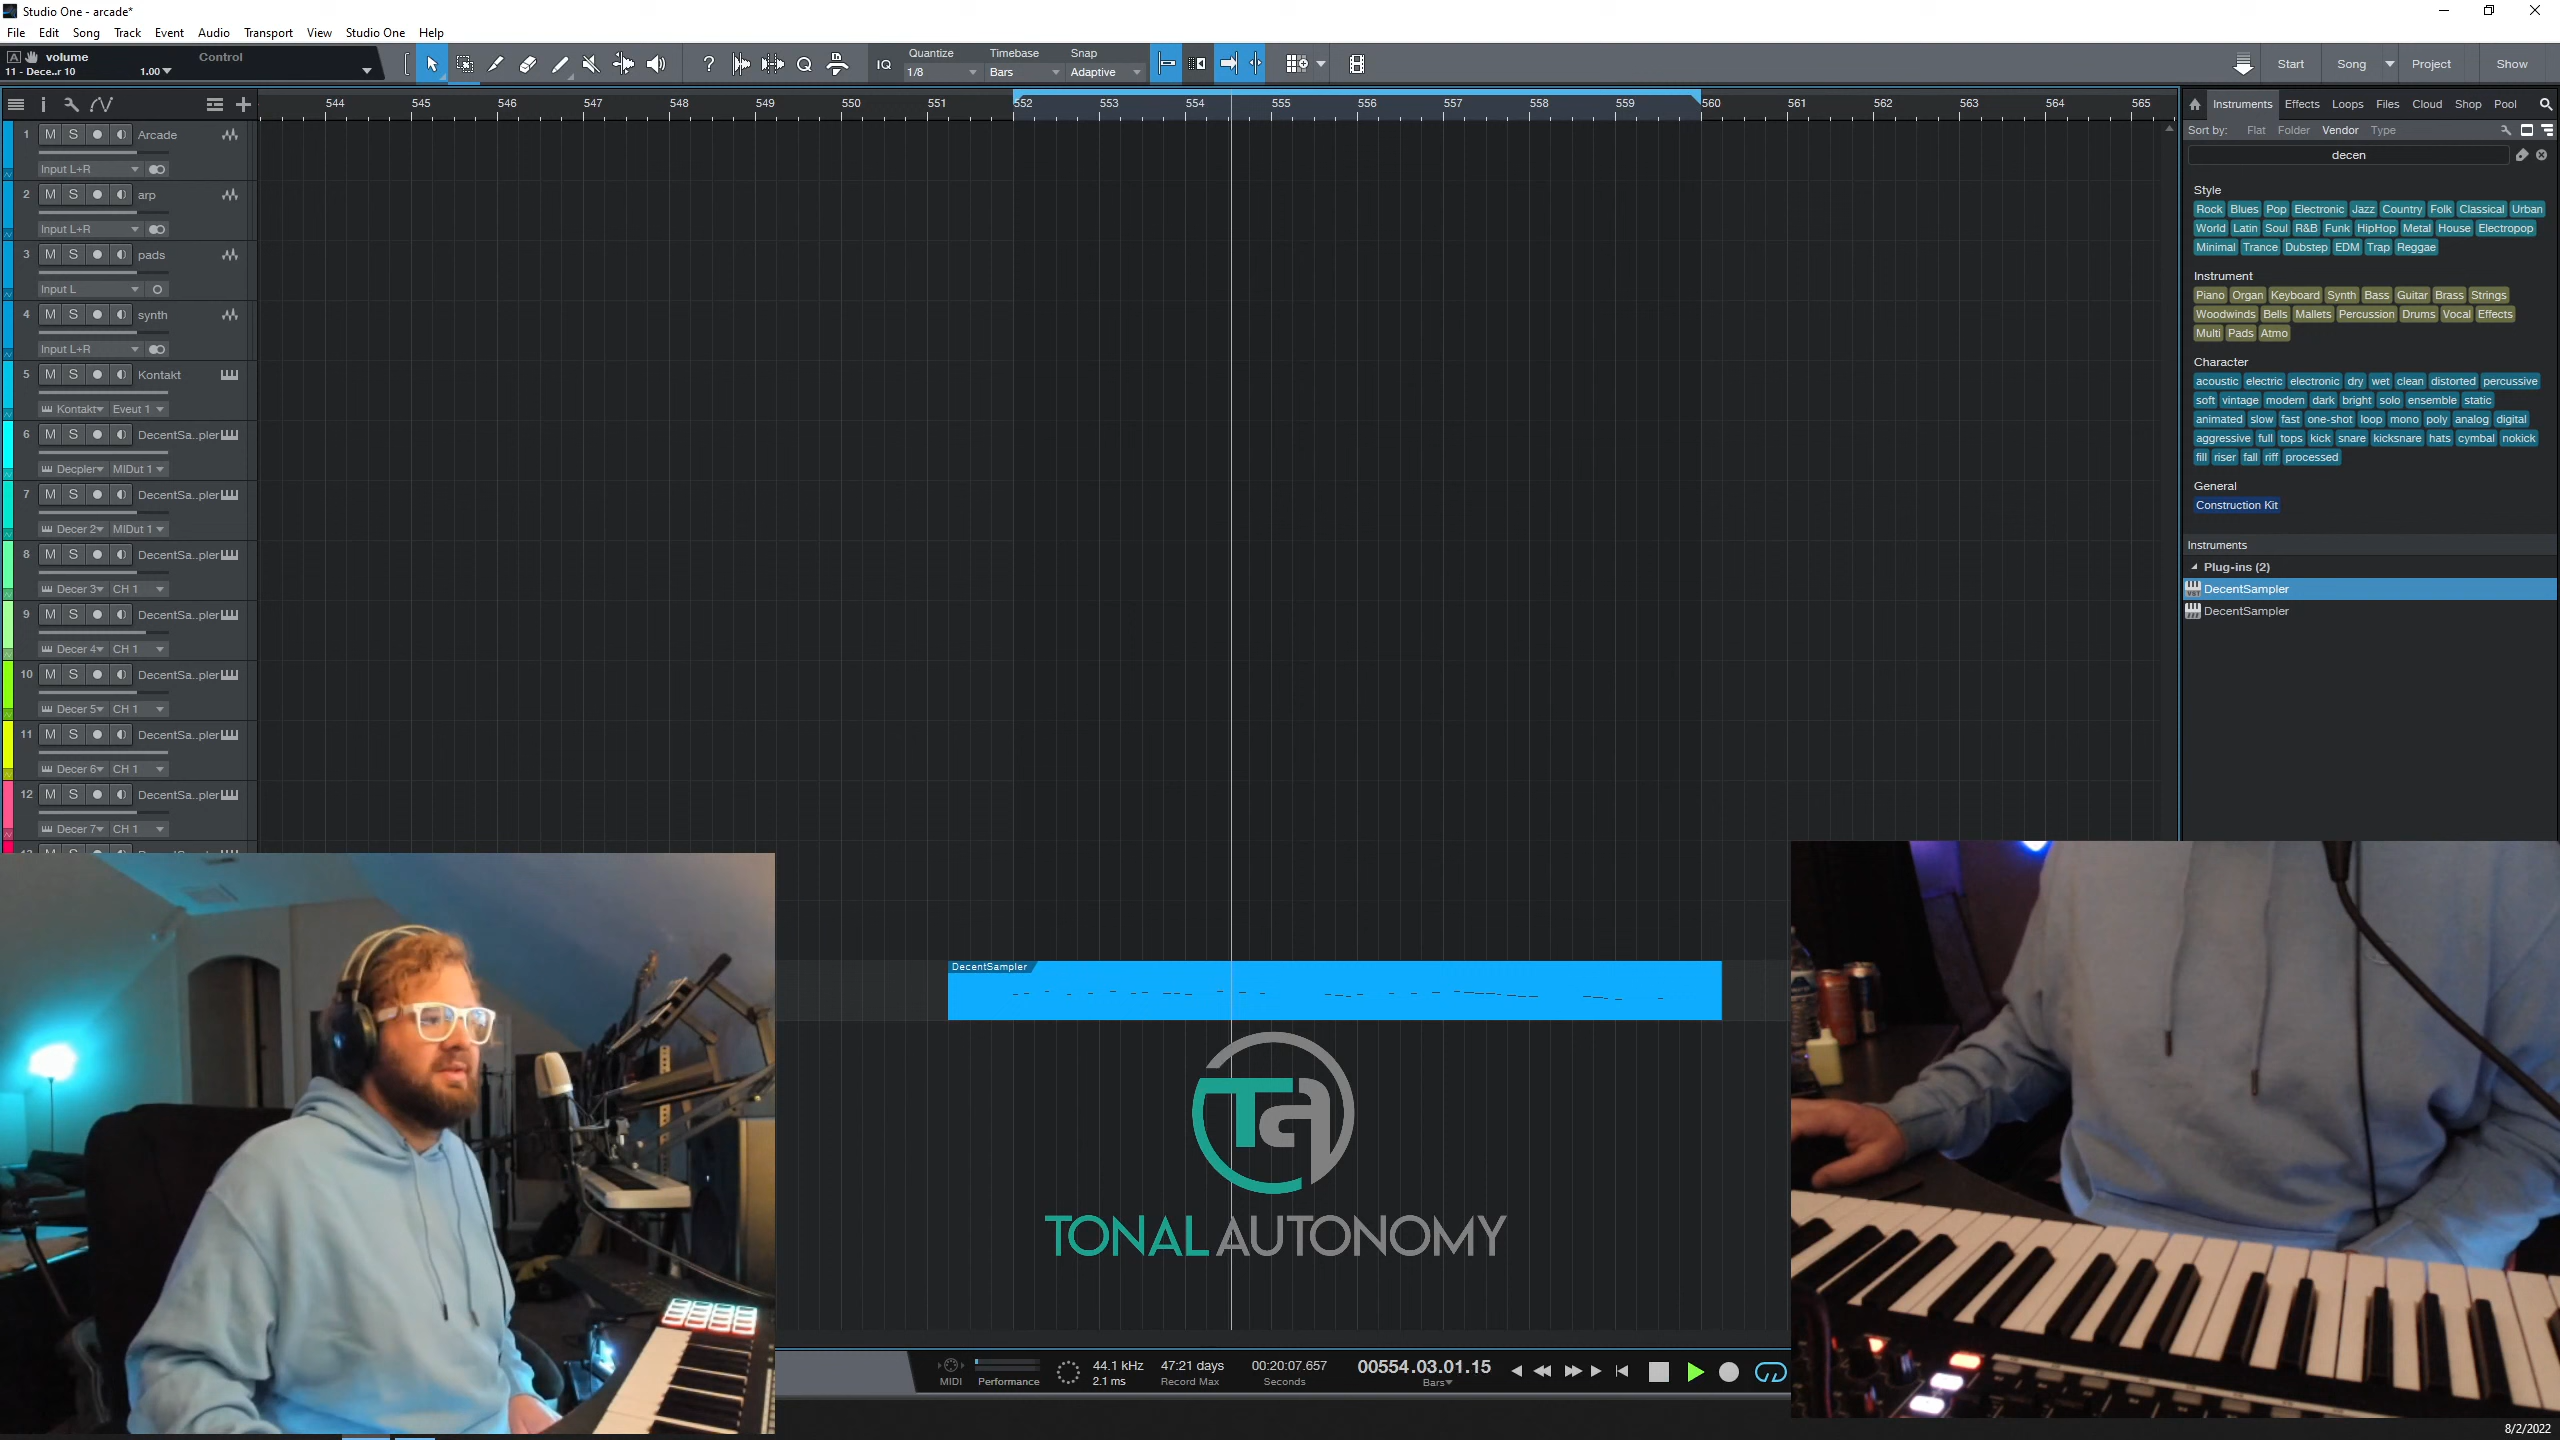 Studio One - arcade*
File Edit Song Track Event Audio Transport View Studio One Help
A volume Control
11 - Dece..r 10 1.00
Quantize Timebase Snap
IQ 1/8 Bars Adaptive
Start Song Project Show
544 545 546 547 548 549 550 551 552 553 554 555 556 557 558 559 560 561 562 563 564 565
1 M S Arcade
Input L+R
2 M S arp
Input L+R
3 M S pads
Input L
4 M S synth
Input L+R
5 M S Kontakt
Kontakt Eveut 1
6 M S DecentSa..pler
Decpler MIDut 1
7 M S DecentSa..pler
Decer 2 MIDut 1
8 M S DecentSa..pler
Decer 3 CH 1
9 M S DecentSa..pler
Decer 4 CH 1
10 M S DecentSa..pler
Decer 5 CH 1
11 M S DecentSa..pler
Decer 6 CH 1
12 M S DecentSa..pler
Decer 7 CH 1
Instruments Effects Loops Files Cloud Shop Pool
Sort by: Flat Folder Vendor Type
decen
Style
Rock Blues Pop Electronic Jazz Country Folk Classical Urban
World Latin Soul R&B Funk HipHop Metal House Electropop
Minimal Trance Dubstep EDM Trap Reggae
Instrument
Piano Organ Keyboard Synth Bass Guitar Brass Strings
Woodwinds Bells Mallets Percussion Drums Vocal Effects
Multi Pads Atmo
Character
acoustic electric electronic dry wet clean distorted percussive
soft vintage modern dark bright solo ensemble static
animated slow fast one-shot loop mono poly analog digital
aggressive full tops kick snare kicksnare hats cymbal nokick
fill riser fall riff processed
General
Construction Kit
Instruments
Plug-ins (2)
DecentSampler
DecentSampler
DecentSampler
Ta
TONAL AUTONOMY
MIDI Performance
44.1 kHz
2.1 ms
47:21 days
Record Max
00:20:07.657
Seconds
00554.03.01.15
Bars
8/2/2022